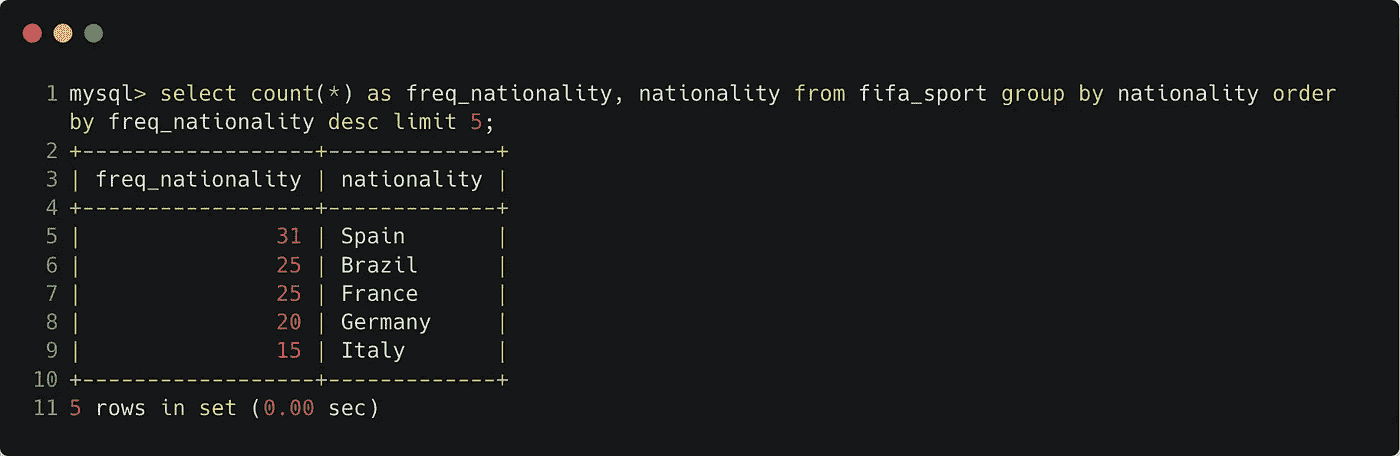 1 mysql> select count(*) as freq_nationality, nationality from fifa_sport group by nationality order
by freq_nationality desc limit 5;
2 +------------------+-------------+
3 | freq_nationality | nationality |
4 +------------------+-------------+
5 |               31 | Spain       |
6 |               25 | Brazil      |
7 |               25 | France      |
8 |               20 | Germany     |
9 |               15 | Italy       |
10 +------------------+-------------+
11 5 rows in set (0.00 sec)